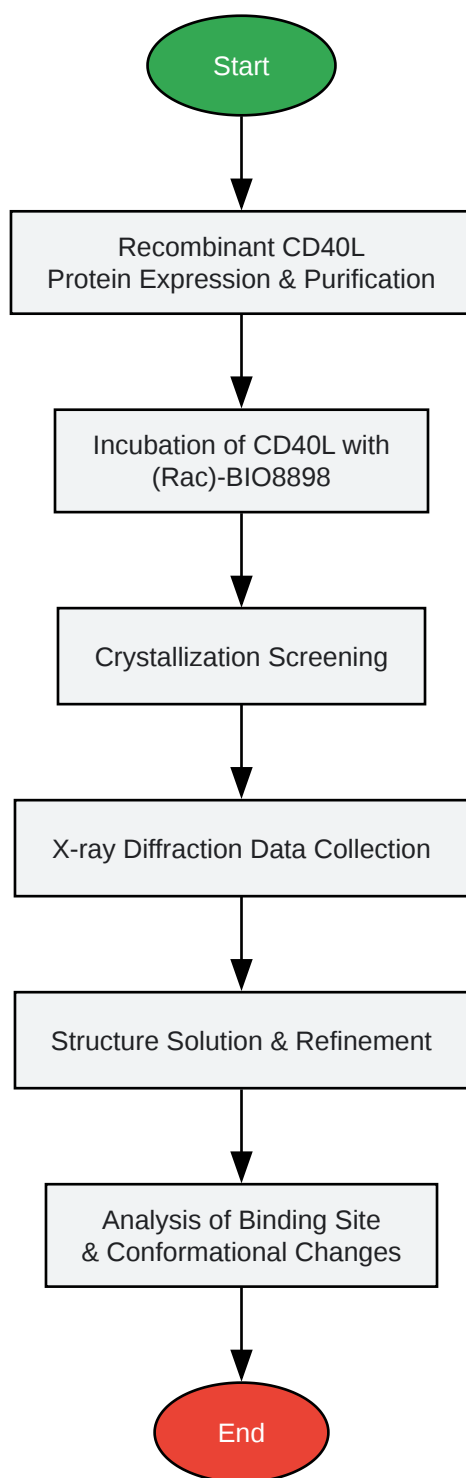 Start
Recombinant CD40L
Protein Expression & Purification
Incubation of CD40L with
(Rac)-BIO8898
Crystallization Screening
X-ray Diffraction Data Collection
Structure Solution & Refinement
Analysis of Binding Site
& Conformational Changes
End